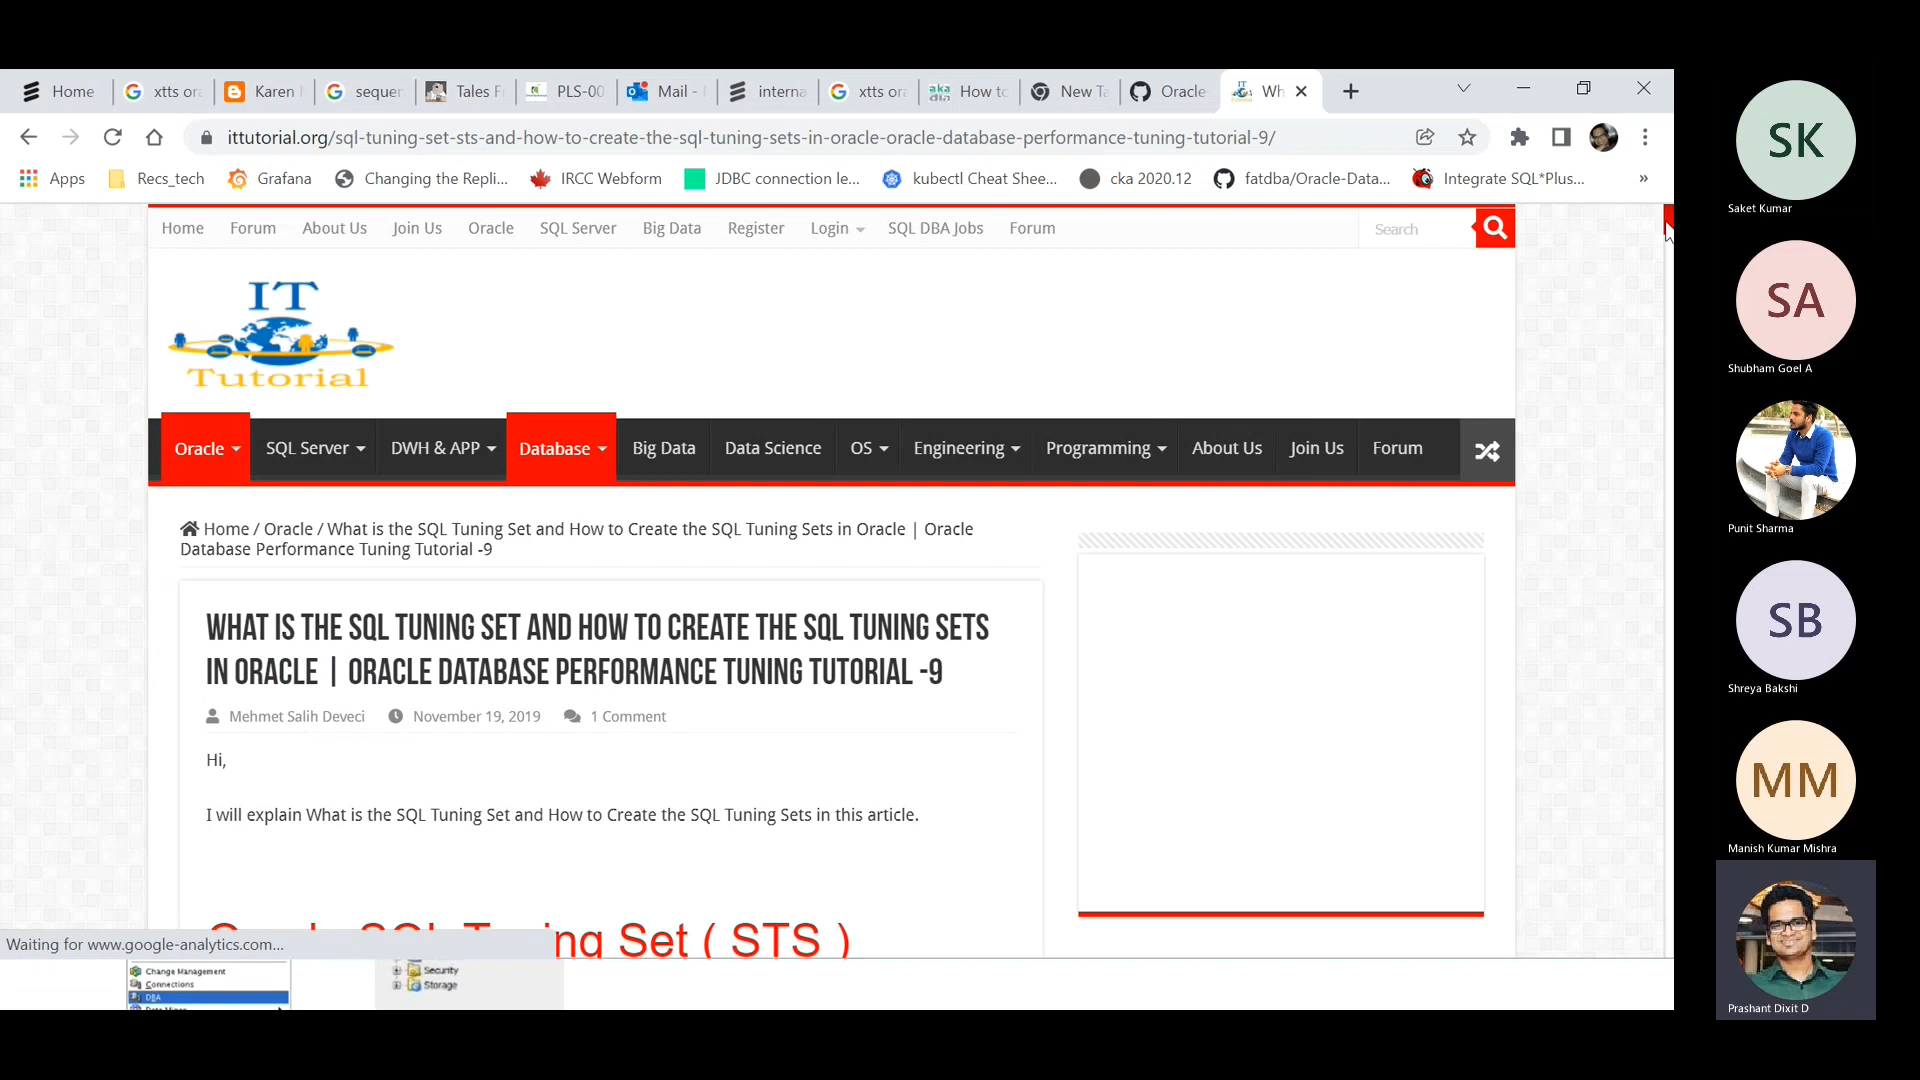 Home
xtts or
Karen
sequen
Tales F
PLS-00
Mail -
interna
xtts ora
How to
New Ta
Oracle
Wh
ittutorial.org/sql-tuning-set-sts-and-how-to-create-the-sql-tuning-sets-in-oracle-oracle-database-performance-tuning-tutorial-9/
Apps
Recs_tech
Grafana
Changing the Repli...
IRCC Webform
JDBC connection le...
kubectl Cheat Shee...
cka 2020.12
fatdba/Oracle-Data...
Integrate SQL*Plus...
»
Home Forum About Us Join Us Oracle SQL Server Big Data Register Login SQL DBA Jobs Forum
Search
IT
Tutorial
Oracle SQL Server DWH & APP Database Big Data Data Science OS Engineering Programming About Us Join Us Forum
Home / Oracle / What is the SQL Tuning Set and How to Create the SQL Tuning Sets in Oracle | Oracle
Database Performance Tuning Tutorial -9
WHAT IS THE SQL TUNING SET AND HOW TO CREATE THE SQL TUNING SETS
IN ORACLE | ORACLE DATABASE PERFORMANCE TUNING TUTORIAL -9
Mehmet Salih Deveci November 19, 2019 1 Comment
Hi,
I will explain What is the SQL Tuning Set and How to Create the SQL Tuning Sets in this article.
Oracle SQL Tuning Set ( STS )
Waiting for www.google-analytics.com...
Change Management
Connections
DBA
Security
Storage
SK
Saket Kumar
SA
Shubham Goel A
Punit Sharma
SB
Shreya Bakshi
MM
Manish Kumar Mishra
Prashant Dixit D